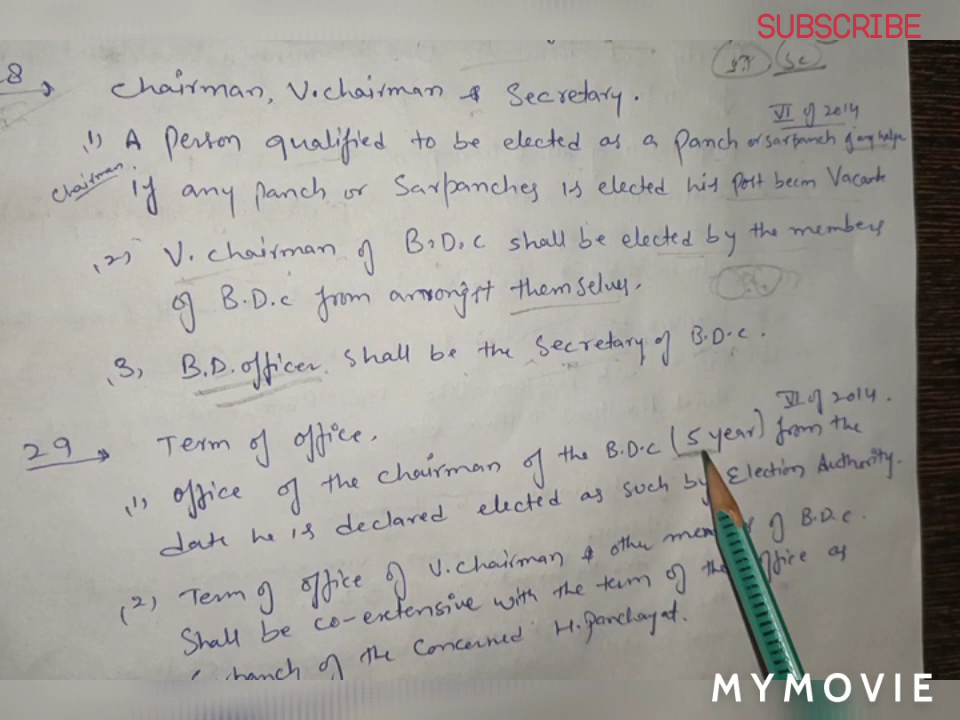 SUBSCRIBE
28 → Chairman, V.chairman & Secretary.
VI of 2014
1) A Person qualified to be elected as a Panch or Sarpanch of any halqa
Chairman
If any Panch or Sarpanches is elected his post becm Vacant
2) V. chairman of B.D.C shall be elected by the members
of B.D.C from amongst themselves.
3, B.D. officer shall be the Secretary of B.D.C.
29 → Term of office.
VI of 2014.
1) office of the chairman of the B.D.C (5 year) from the
date he is declared elected as such by Election Authority.
(2) Term of office of V.chairman & other of B.D.C.
Shall be co-extensive with the term of the office as
of the Concerned H.Panchayat.
MYMOVIE